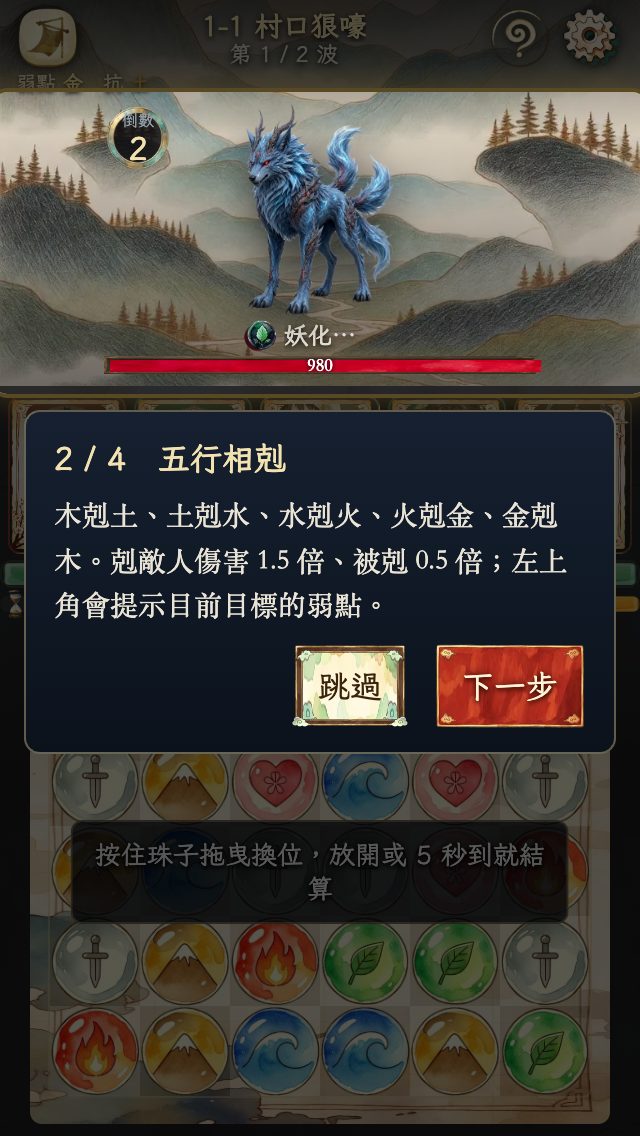 1-1 村口狼嚎
第 1 / 2 波
弱點 金 抗 土
倒數
2
妖化…
980
2 / 4 五行相剋
木剋土、土剋水、水剋火、火剋金、金剋
木。剋敵人傷害 1.5 倍、被剋 0.5 倍；左上
角會提示目前目標的弱點。
跳過
下一步
按住珠子拖曳換位，放開或 5 秒到就結
算